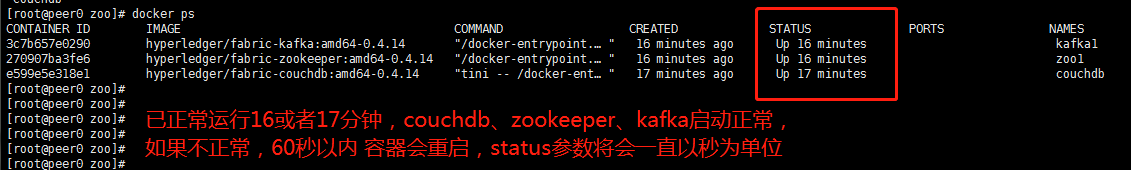 couchdb
[root@peer0 zoo]# docker ps
CONTAINER ID IMAGE COMMAND CREATED STATUS PORTS NAMES
3c7b657e0290 hyperledger/fabric-kafka:amd64-0.4.14 "/docker-entrypoint.… " 16 minutes ago Up 16 minutes kafka1
270907ba3fe6 hyperledger/fabric-zookeeper:amd64-0.4.14 "/docker-entrypoint.… " 16 minutes ago Up 16 minutes zoo1
e599e5e318e1 hyperledger/fabric-couchdb:amd64-0.4.14 "tini -- /docker-ent… " 17 minutes ago Up 17 minutes couchdb
[root@peer0 zoo]#
[root@peer0 zoo]#
[root@peer0 zoo]# 已正常运行16或者17分钟，couchdb、zookeeper、kafka启动正常，
[root@peer0 zoo]#
[root@peer0 zoo]# 如果不正常，60秒以内 容器会重启，status参数将会一直以秒为单位
[root@peer0 zoo]#